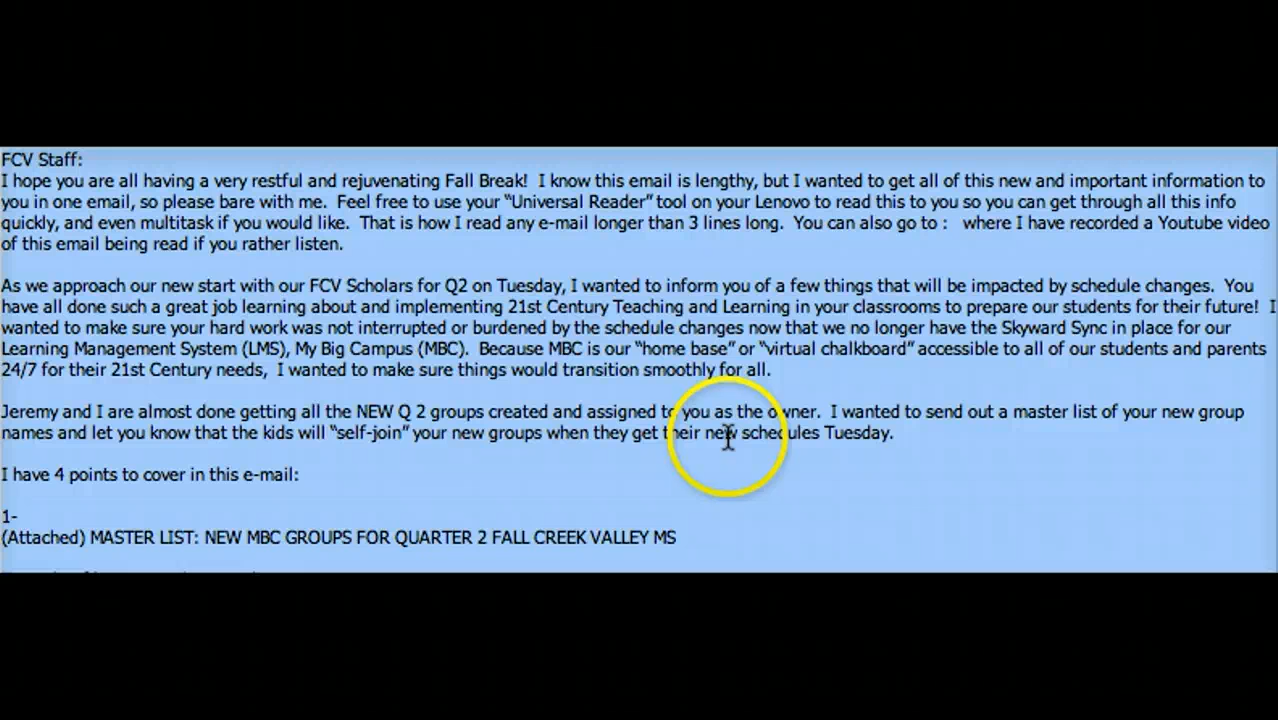 FCV Staff:
I hope you are all having a very restful and rejuvenating Fall Break!  I know this email is lengthy, but I wanted to get all of this new and important information to
you in one email, so please bare with me.  Feel free to use your “Universal Reader” tool on your Lenovo to read this to you so you can get through all this info
quickly, and even multitask if you would like.  That is how I read any e-mail longer than 3 lines long.  You can also go to :   where I have recorded a Youtube video
of this email being read if you rather listen.

As we approach our new start with our FCV Scholars for Q2 on Tuesday, I wanted to inform you of a few things that will be impacted by schedule changes.  You
have all done such a great job learning about and implementing 21st Century Teaching and Learning in your classrooms to prepare our students for their future!  I
wanted to make sure your hard work was not interrupted or burdened by the schedule changes now that we no longer have the Skyward Sync in place for our
Learning Management System (LMS), My Big Campus (MBC).  Because MBC is our “home base” or “virtual chalkboard” accessible to all of our students and parents
24/7 for their 21st Century needs,  I wanted to make sure things would transition smoothly for all.

Jeremy and I are almost done getting all the NEW Q 2 groups created and assigned to you as the owner.  I wanted to send out a master list of your new group
names and let you know that the kids will “self-join” your new groups when they get their new schedules Tuesday.

I have 4 points to cover in this e-mail:

1-
(Attached) MASTER LIST: NEW MBC GROUPS FOR QUARTER 2 FALL CREEK VALLEY MS